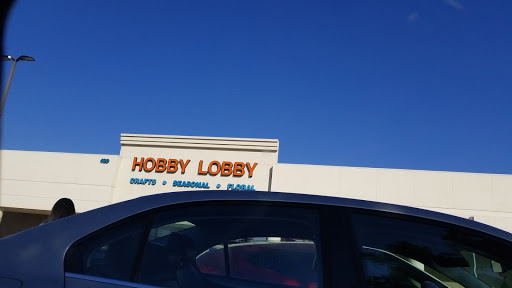 HOBBY LOBBY
CRAFTS • SEASONAL • FLORAL